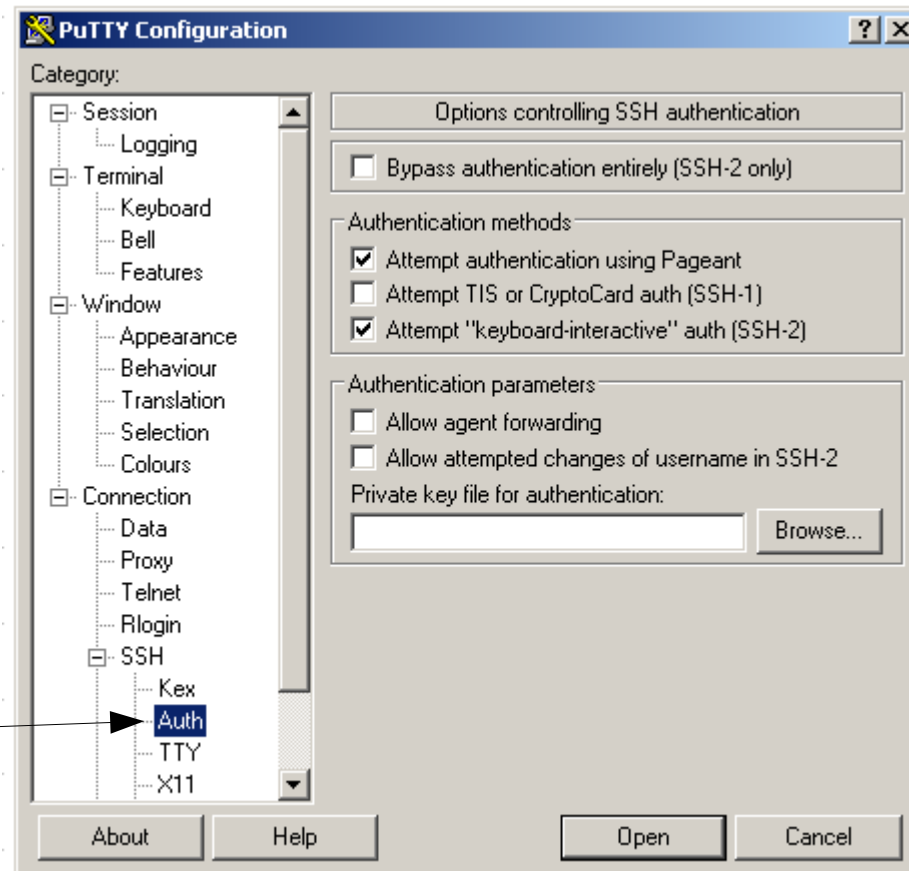 PuTTY Configuration
Category:
Session
Logging
Terminal
Keyboard
Bell
Features
Window
Appearance
Behaviour
Translation
Selection
Colours
Connection
Data
Proxy
Telnet
Rlogin
SSH
Kex
Auth
TTY
X11
Options controlling SSH authentication
Bypass authentication entirely (SSH-2 only)
Authentication methods
Attempt authentication using Pageant
Attempt TIS or CryptoCard auth (SSH-1)
Attempt "keyboard-interactive" auth (SSH-2)
Authentication parameters
Allow agent forwarding
Allow attempted changes of username in SSH-2
Private key file for authentication:
Browse...
About
Help
Open
Cancel